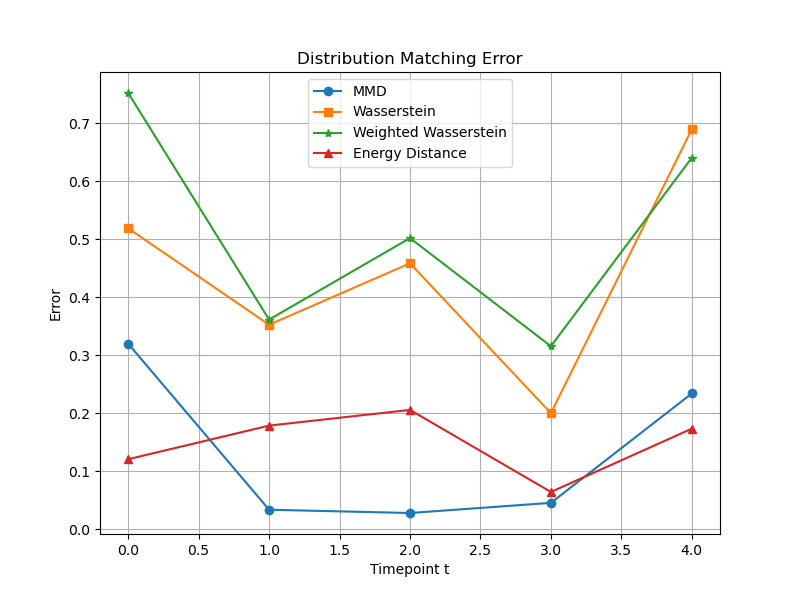 Distribution Matching Error
MMD
Wasserstein
Weighted Wasserstein
Energy Distance
Error
0.7
0.6
0.5
0.4
0.3
0.2
0.1
0.0
0.0 0.5 1.0 1.5 2.0 2.5 3.0 3.5 4.0
Timepoint t